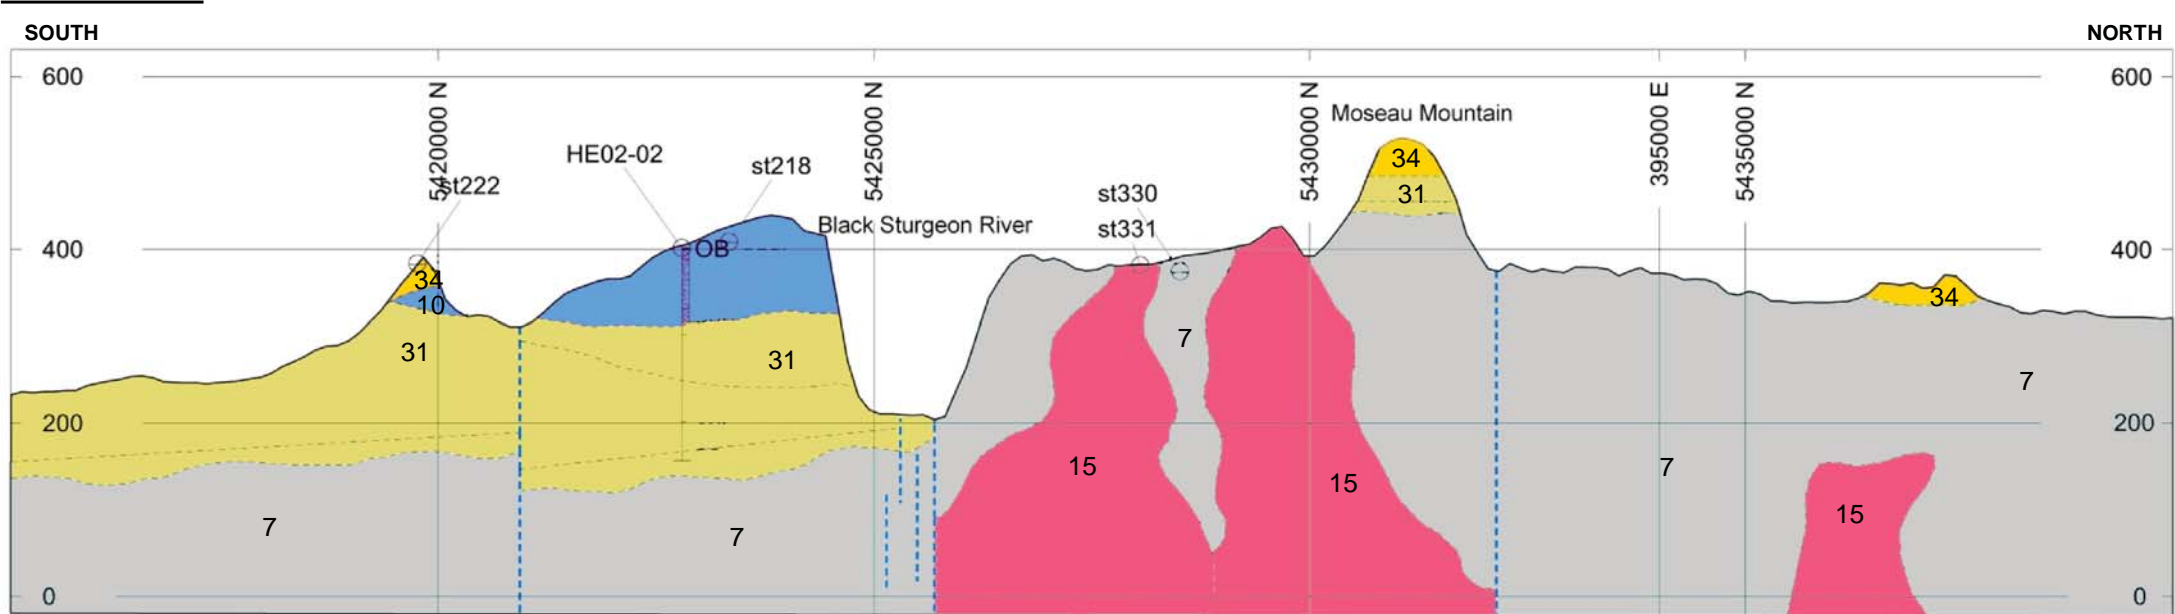 SOUTH
NORTH
600
600
5420000 N
5425000 N
5430000 N
395000 E
5435000 N
Moseau Mountain
HE02-02
st218
st222
st330
st331
Black Sturgeon River
OB
400
400
34
31
34
10
31
31
34
7
7
200
200
15
15
7
15
7
7
0
0